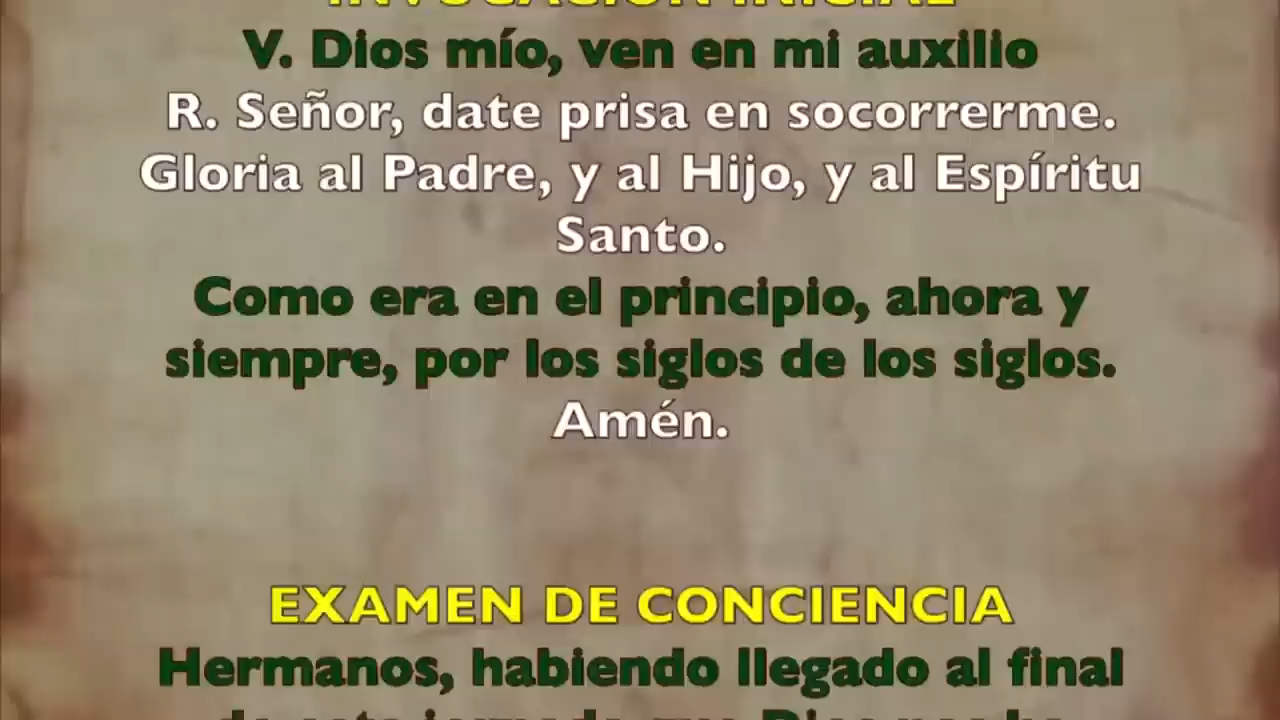 INVOCACIÓN INICIAL
V. Dios mío, ven en mi auxilio
R. Señor, date prisa en socorrerme.
Gloria al Padre, y al Hijo, y al Espíritu
Santo.
Como era en el principio, ahora y
siempre, por los siglos de los siglos.
Amén.
EXAMEN DE CONCIENCIA
Hermanos, habiendo llegado al final